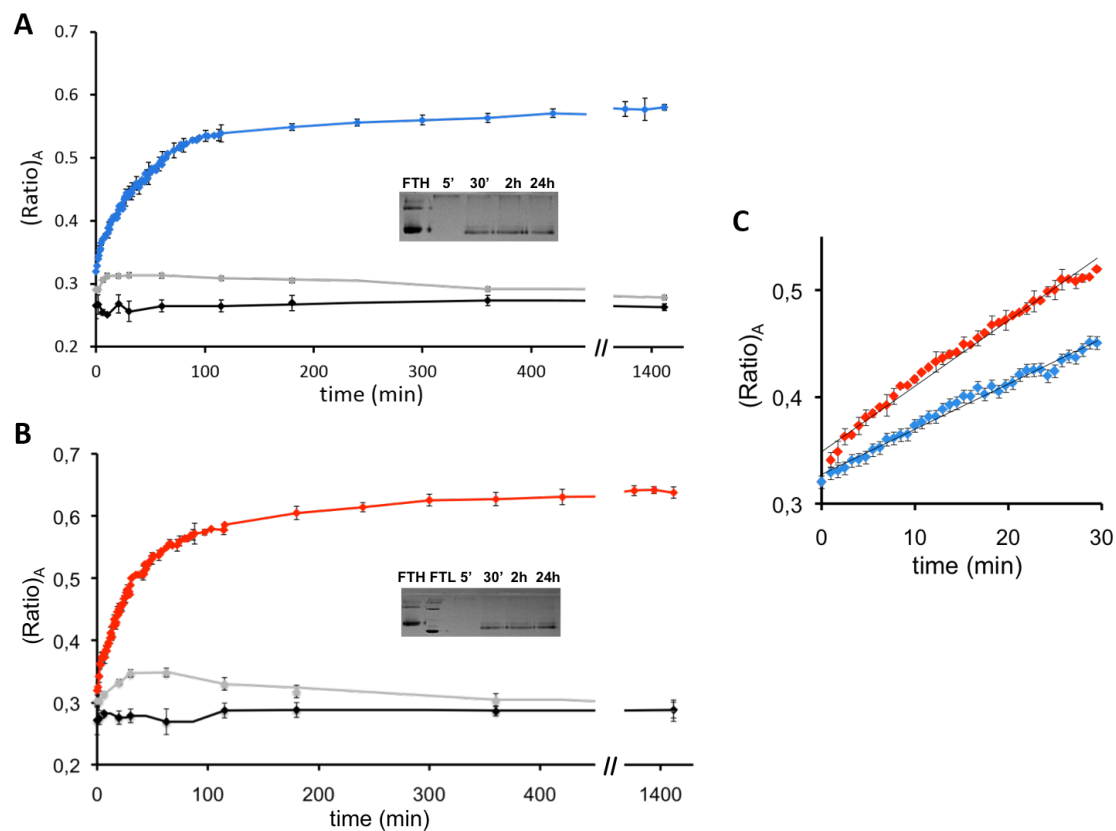 A
0.7
0.6
0.5
0.4
0.3
0.2
(Ratio)A
FTH 5’ 30’ 2h 24h
0 100 200 300 400 // 1400
time (min)
B
0,7
0,6
0,5
0,4
0,3
0,2
(Ratio)A
FTH FTL 5’ 30’ 2h 24h
0 100 200 300 400 // 1400
time (min)
C
0,5
0,4
0,3
(Ratio)A
0 10 20 30
time (min)